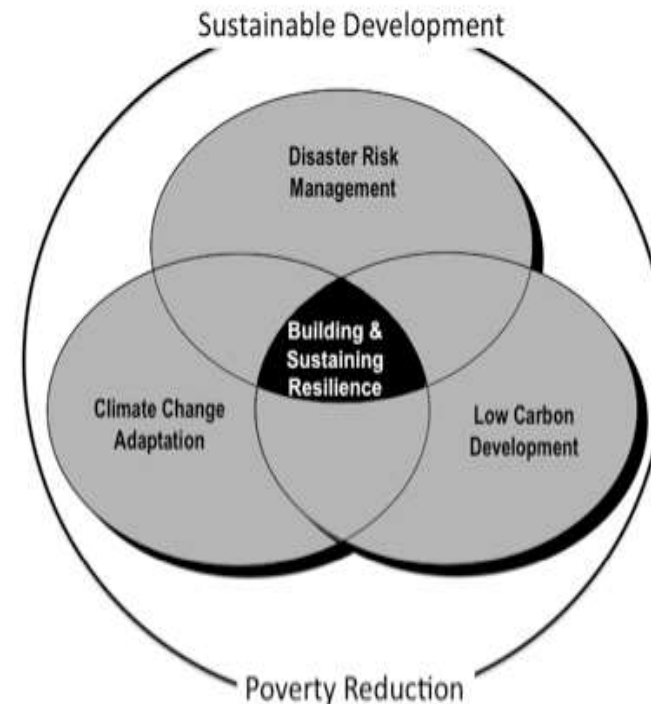 Sustainable Development
Disaster Risk
Management
Building &
Sustaining
Resilience
Climate Change
Adaptation
Low Carbon
Development
Poverty Reduction